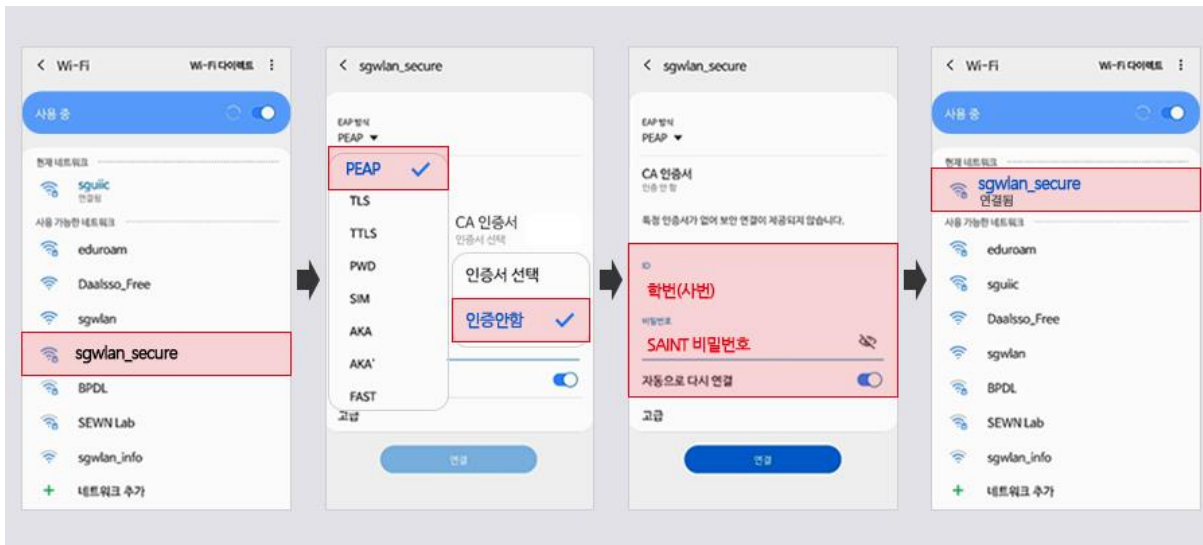 Wi-Fi
Wi-Fi 다이렉트
사용 중
현재 네트워크
sguiic
연결됨
사용 가능한 네트워크
eduroam
Daalsso_Free
sgwlan
sgwlan_secure
BPDL
SEWN Lab
sgwlan_info
네트워크 추가
sgwlan_secure
EAP 방식
PEAP
PEAP
TLS
TTLS
PWD
SIM
AKA
AKA'
FAST
CA 인증서
인증서 선택
인증서 선택
인증안함
고급
연결
sgwlan_secure
EAP 방식
PEAP
CA 인증서
인증 안 함
특정 인증서가 없어 보안 연결이 제공되지 않습니다.
ID
학번(사번)
비밀번호
SAINT 비밀번호
자동으로 다시 연결
고급
연결
Wi-Fi
Wi-Fi 다이렉트
사용 중
현재 네트워크
sgwlan_secure
연결됨
사용 가능한 네트워크
eduroam
sguiic
Daalsso_Free
sgwlan
BPDL
SEWN Lab
sgwlan_info
네트워크 추가